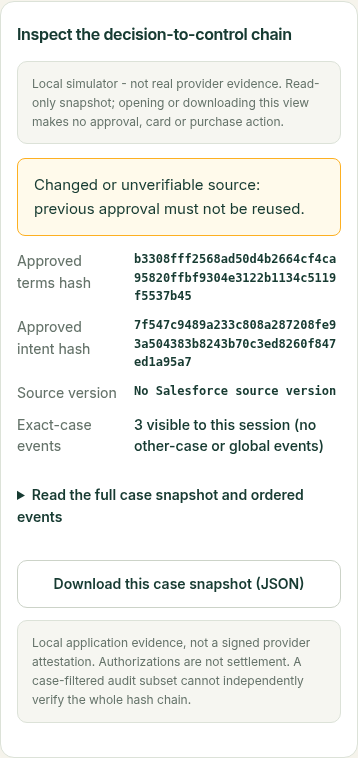 Inspect the decision-to-control chain
Local simulator - not real provider evidence. Read-
only snapshot; opening or downloading this view
makes no approval, card or purchase action.
Changed or unverifiable source:
previous approval must not be reused.
Approved
terms hash
b3308fff2568ad50d4b2664cf4ca
95820ffbf9304e3122b1134c5119
f5537b45
Approved
intent hash
7f547c9489a233c808a287208fe9
3a504383b8243b70c3ed8260f847
ed1a95a7
Source version
No Salesforce source version
Exact-case
events
3 visible to this session (no
other-case or global events)
▶ Read the full case snapshot and ordered
events
Download this case snapshot (JSON)
Local application evidence, not a signed provider
attestation. Authorizations are not settlement. A
case-filtered audit subset cannot independently
verify the whole hash chain.